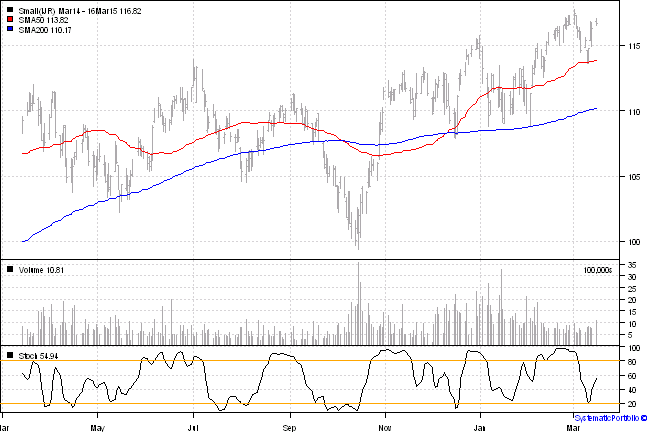 Small(IJR) Mar14 - 16Mar15 116.82
SMA50 113.82
SMA200 110.17
115
110
105
100
Volume 10.81
100,000s
35
30
25
20
15
10
5
Stoch 54.94
100
80
60
40
20
Mar May Jul Sep Nov Jan Mar
SystematicPortfolio ©